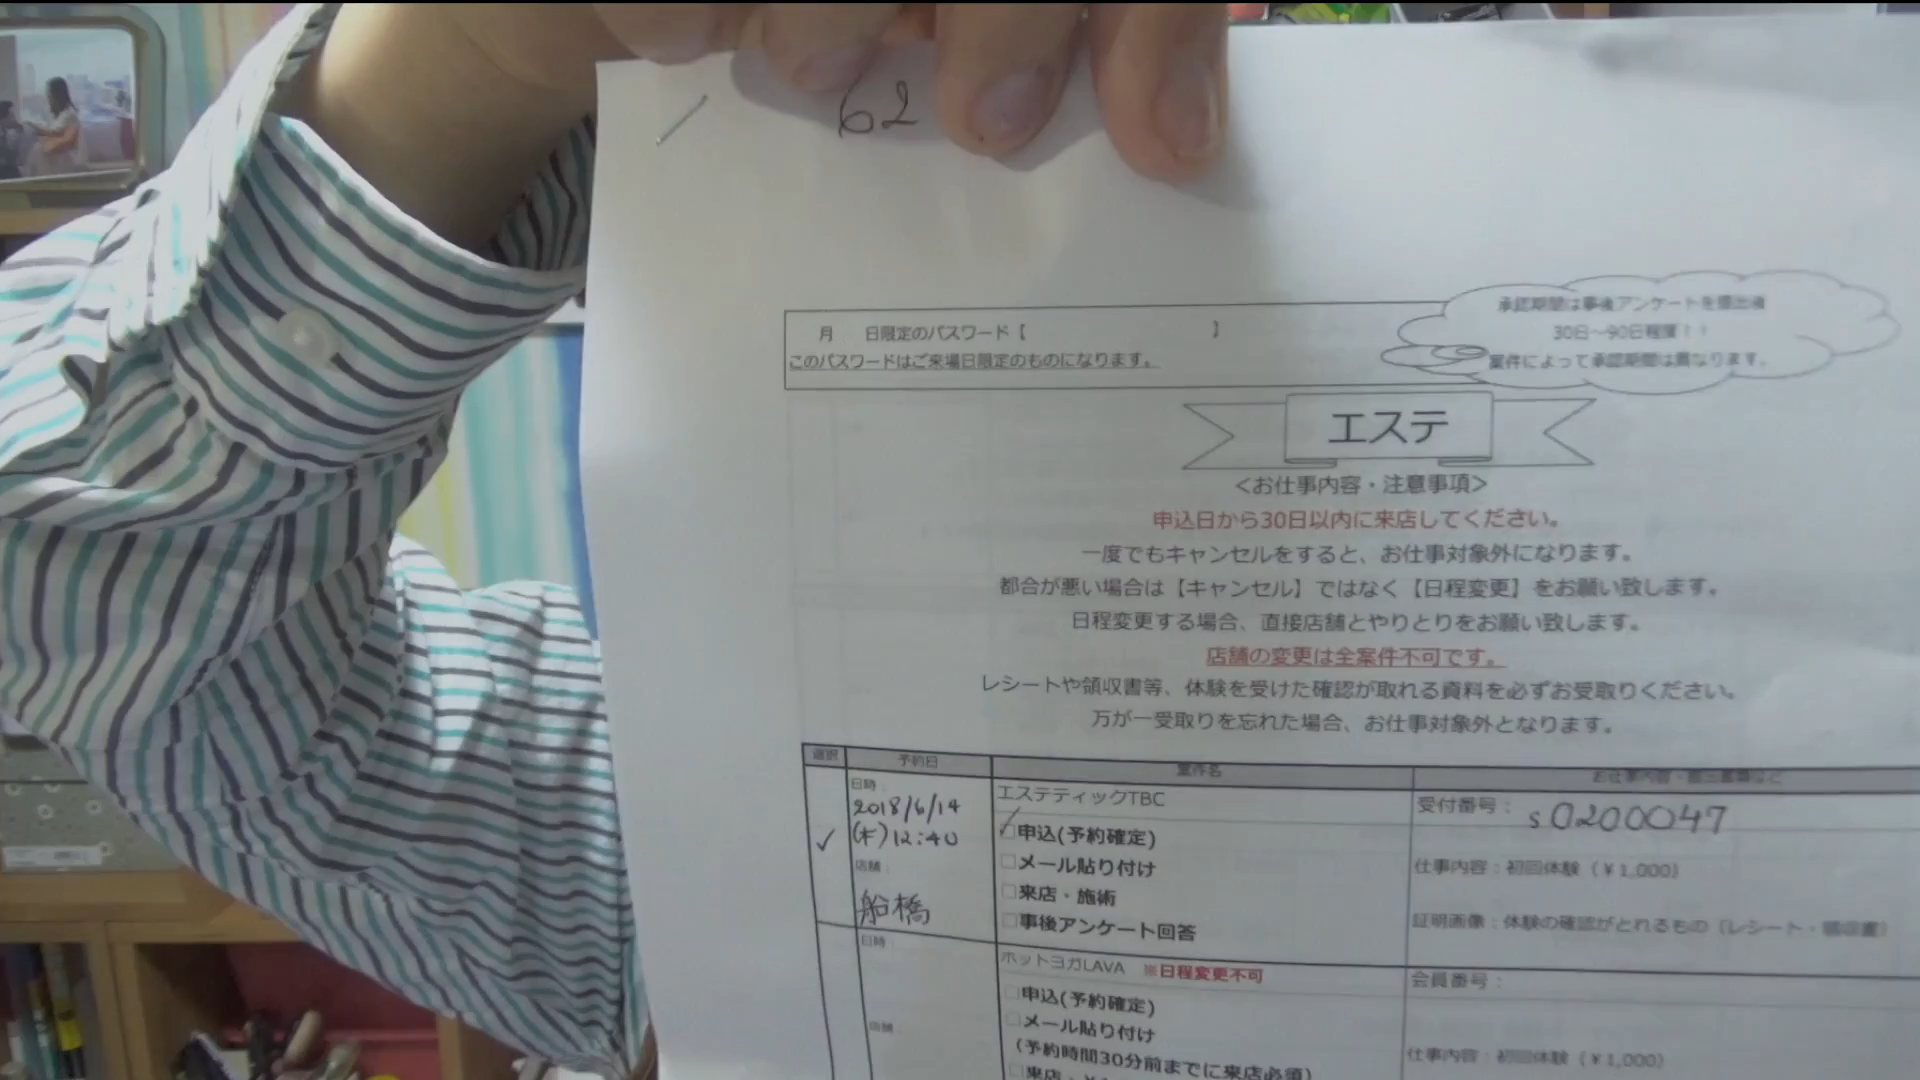 62
月 日限定のパスワード【 】
このパスワードはご来場日限定のものになります。
承認期間は事後アンケートを提出後
30日～90日程度！！
案件によって承認期間は異なります。
エステ
＜お仕事内容・注意事項＞
申込日から30日以内に来店してください。
一度でもキャンセルをすると、お仕事対象外になります。
都合が悪い場合は【キャンセル】ではなく【日程変更】をお願い致します。
日程変更する場合、直接店舗とやりとりをお願い致します。
店舗の変更は全案件不可です。
レシートや領収書等、体験を受けた確認が取れる資料を必ずお受取りください。
万が一受取りを忘れた場合、お仕事対象外となります。
選択 予約日 案件名 お仕事内容・提出書類など
日時：
2018/6/14
(木)12:40
店舗：
船橋
エステティックTBC
✓□申込(予約確定)
□メール貼り付け
□来店・施術
□事後アンケート回答
受付番号： s0200047
仕事内容：初回体験（￥1,000）
証明画像：体験の確認がとれるもの（レシート・領収書）
日時：
店舗：
ホットヨガLAVA ※日程変更不可
□申込(予約確定)
□メール貼り付け
（予約時間30分前までに来店必須）
□来店・
会員番号：
仕事内容：初回体験（￥1,000）